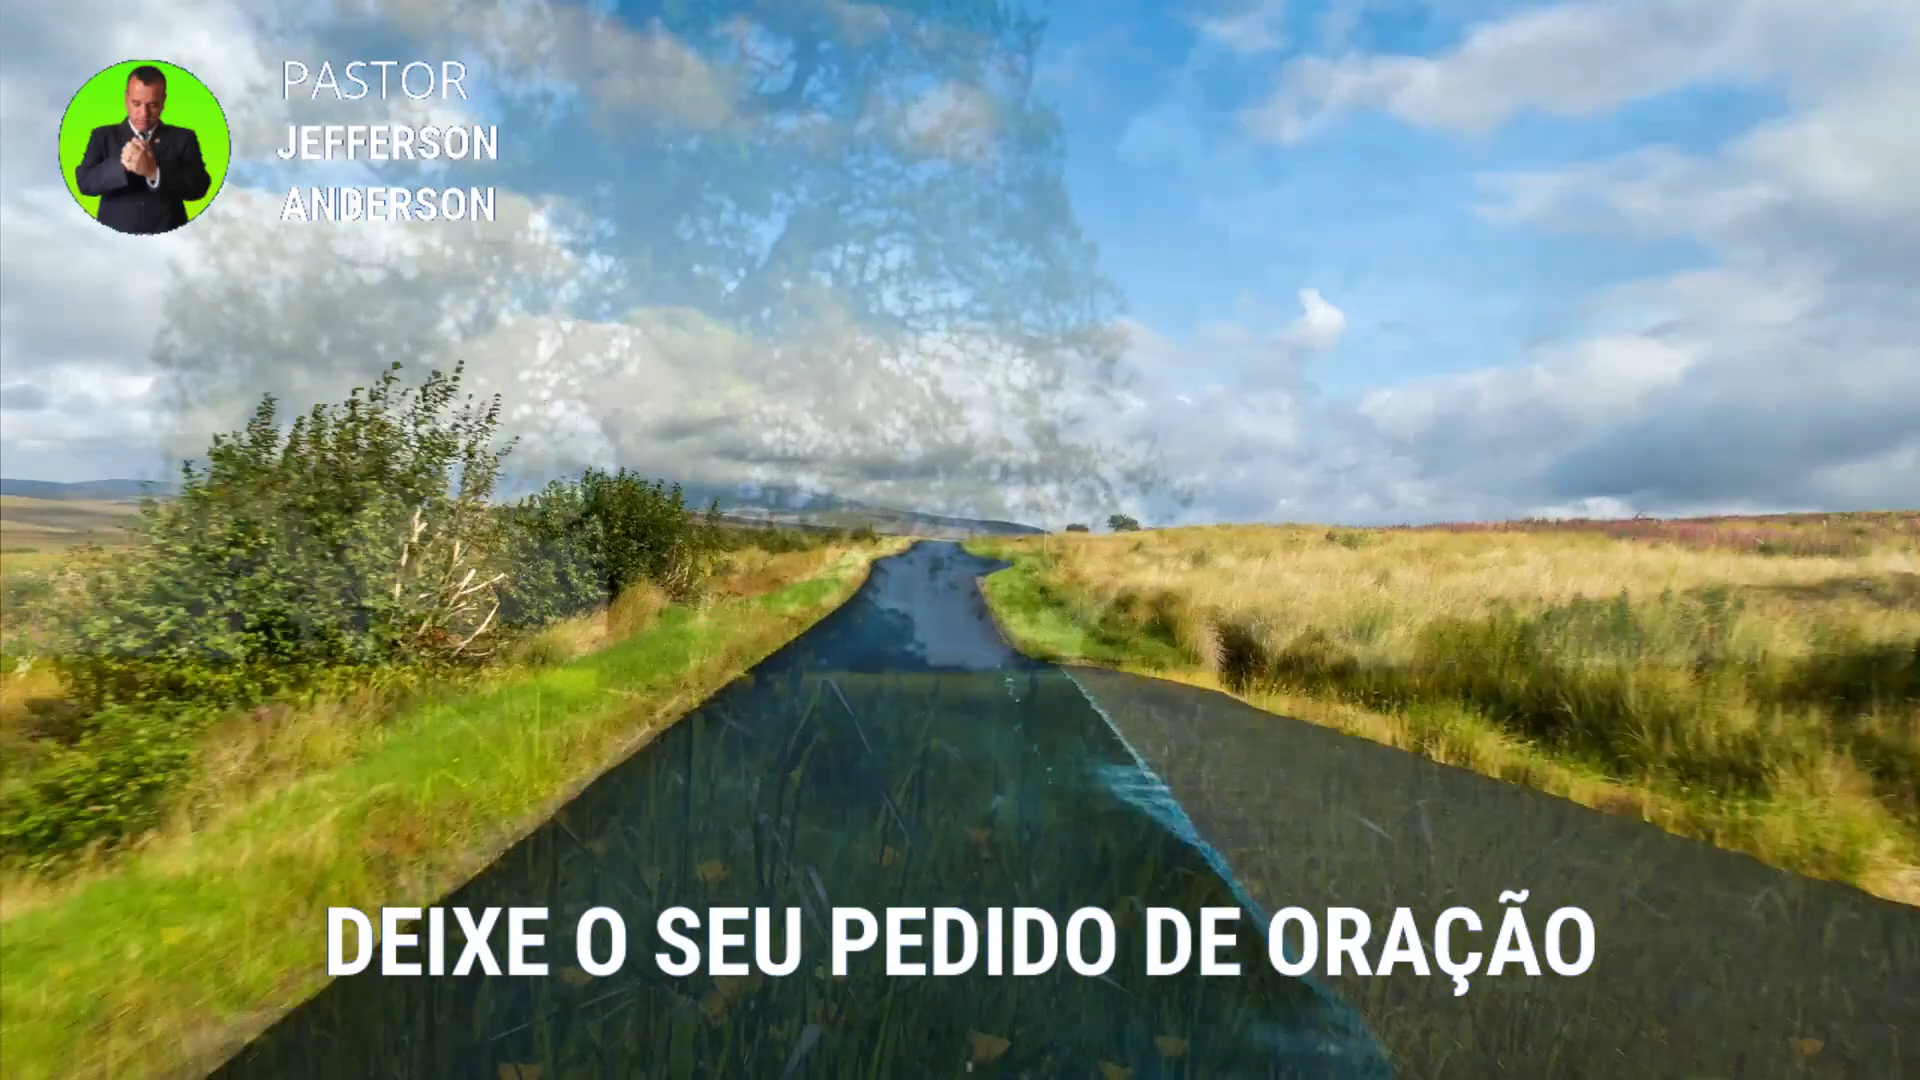 PASTOR
JEFFERSON
ANDERSON
DEIXE O SEU PEDIDO DE ORAÇÃO